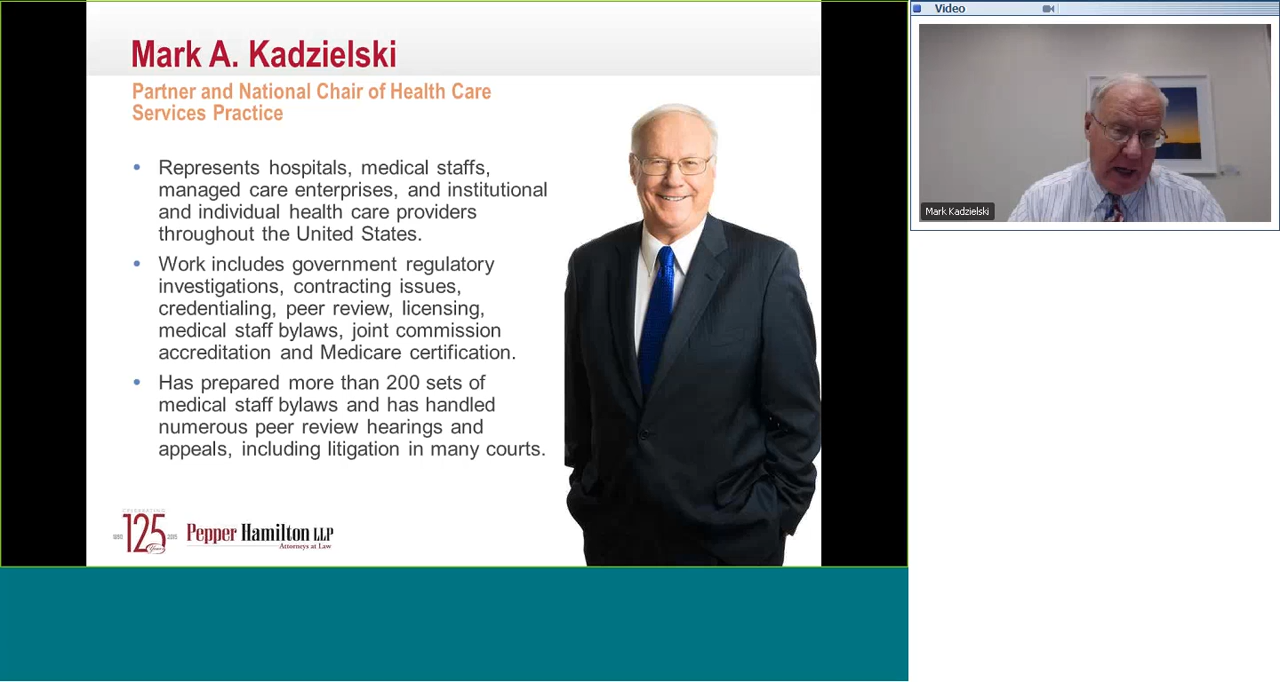 Mark A. Kadzielski
Partner and National Chair of Health Care
Services Practice
• Represents hospitals, medical staffs,
managed care enterprises, and institutional
and individual health care providers
throughout the United States.
• Work includes government regulatory
investigations, contracting issues,
credentialing, peer review, licensing,
medical staff bylaws, joint commission
accreditation and Medicare certification.
• Has prepared more than 200 sets of
medical staff bylaws and has handled
numerous peer review hearings and
appeals, including litigation in many courts.
CELEBRATING
1890 125 2015
Years
Pepper Hamilton LLP
Attorneys at Law
Video
Mark Kadzielski